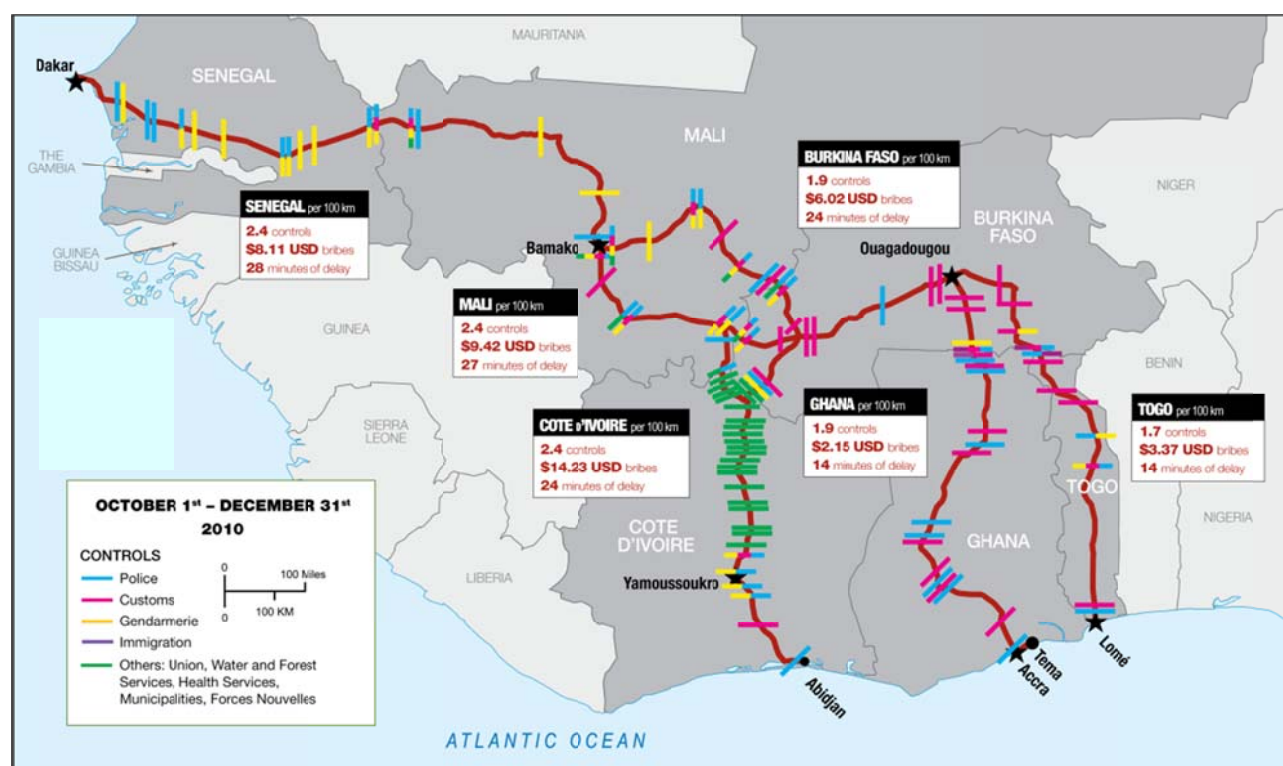 MAURITANIA
Dakar
SENEGAL
MALI
THE GAMBIA
GUINEA BISSAU
SENEGAL per 100 km
2.4 controls
$8.11 USD bribes
28 minutes of delay
BURKINA FASO per 100 km
1.9 controls
$6.02 USD bribes
24 minutes of delay
NIGER
BURKINA FASO
Ouagadougou
Bamako
MALI per 100 km
2.4 controls
$9.42 USD bribes
27 minutes of delay
GUINEA
BENIN
SIERRA LEONE
COTE D'IVOIRE per 100 km
2.4 controls
$14.23 USD bribes
24 minutes of delay
GHANA per 100 km
1.9 controls
$2.15 USD bribes
14 minutes of delay
TOGO per 100 km
1.7 controls
$3.37 USD bribes
14 minutes of delay
TOGO
NIGERIA
COTE D'IVOIRE
GHANA
LIBERIA
Yamoussoukro
Abidjan
Accra
Tema
Lomé
OCTOBER 1st – DECEMBER 31st
2010
CONTROLS
Police
Customs
Gendarmerie
Immigration
Others: Union, Water and Forest
Services, Health Services,
Municipalities, Forces Nouvelles
0 100 Miles
0 100 KM
ATLANTIC OCEAN